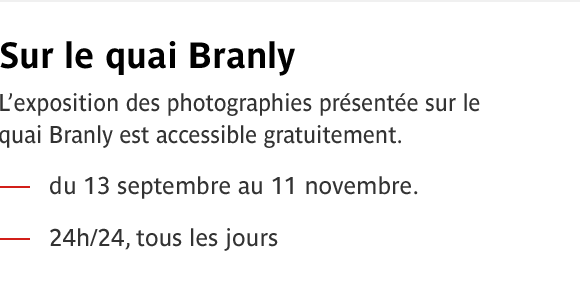 Sur le quai Branly
L’exposition des photographies présentée sur le
quai Branly est accessible gratuitement.
du 13 septembre au 11 novembre.
24h/24, tous les jours